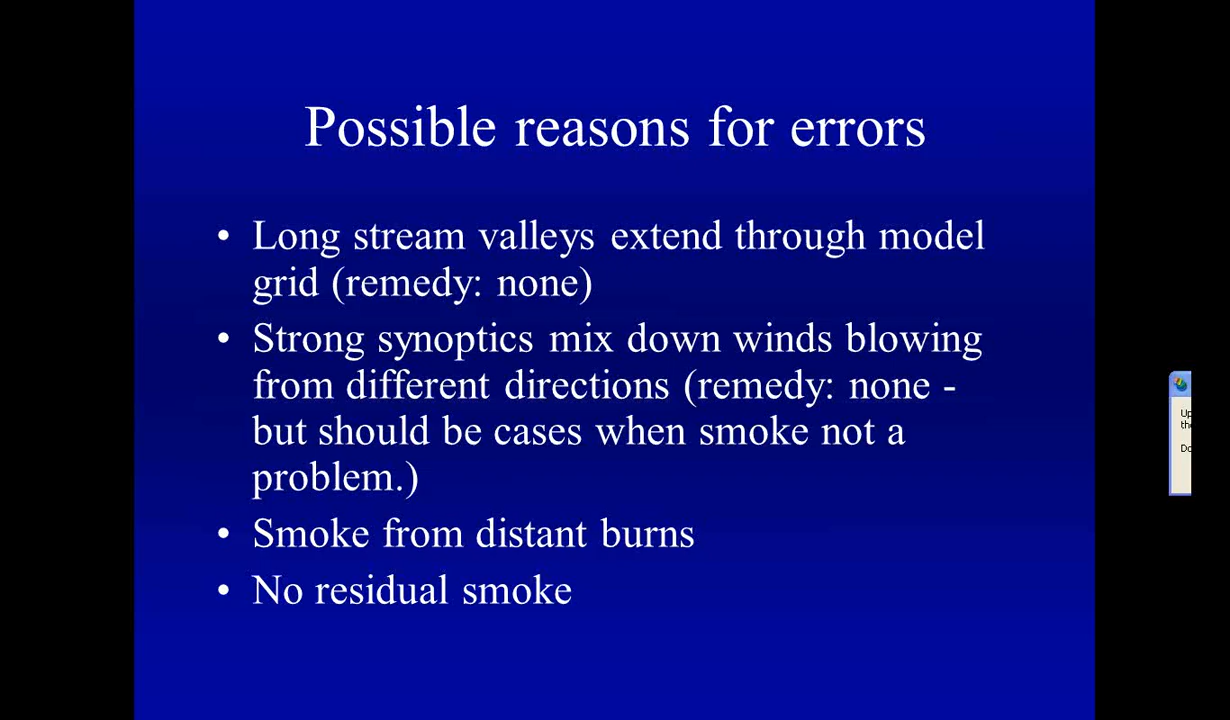 Possible reasons for errors
• Long stream valleys extend through model
grid (remedy: none)
• Strong synoptics mix down winds blowing
from different directions (remedy: none -
but should be cases when smoke not a
problem.)
• Smoke from distant burns
• No residual smoke